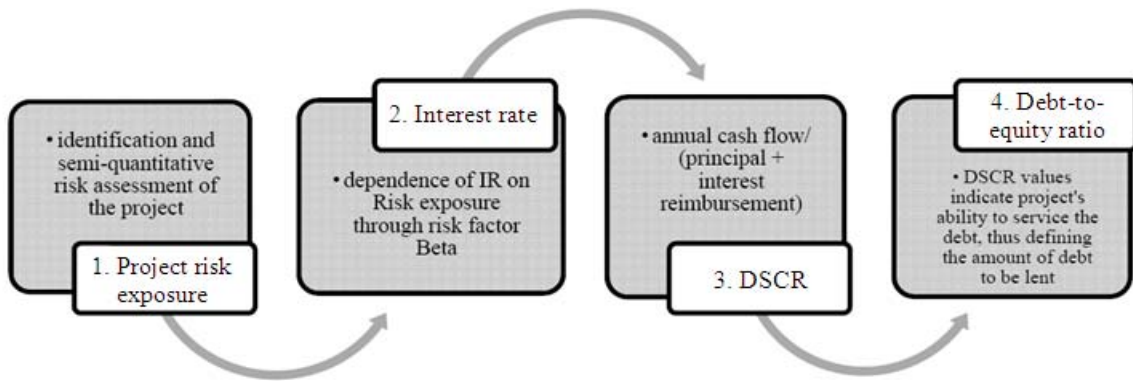 • identification and
semi-quantitative
risk assessment of
the project
1. Project risk
exposure
2. Interest rate
• dependence of IR on
Risk exposure
through risk factor
Beta
• annual cash flow/
(principal +
interest
reimbursement)
3. DSCR
4. Debt-to-
equity ratio
• DSCR values
indicate project's
ability to service the
debt, thus defining
the amount of debt
to be lent